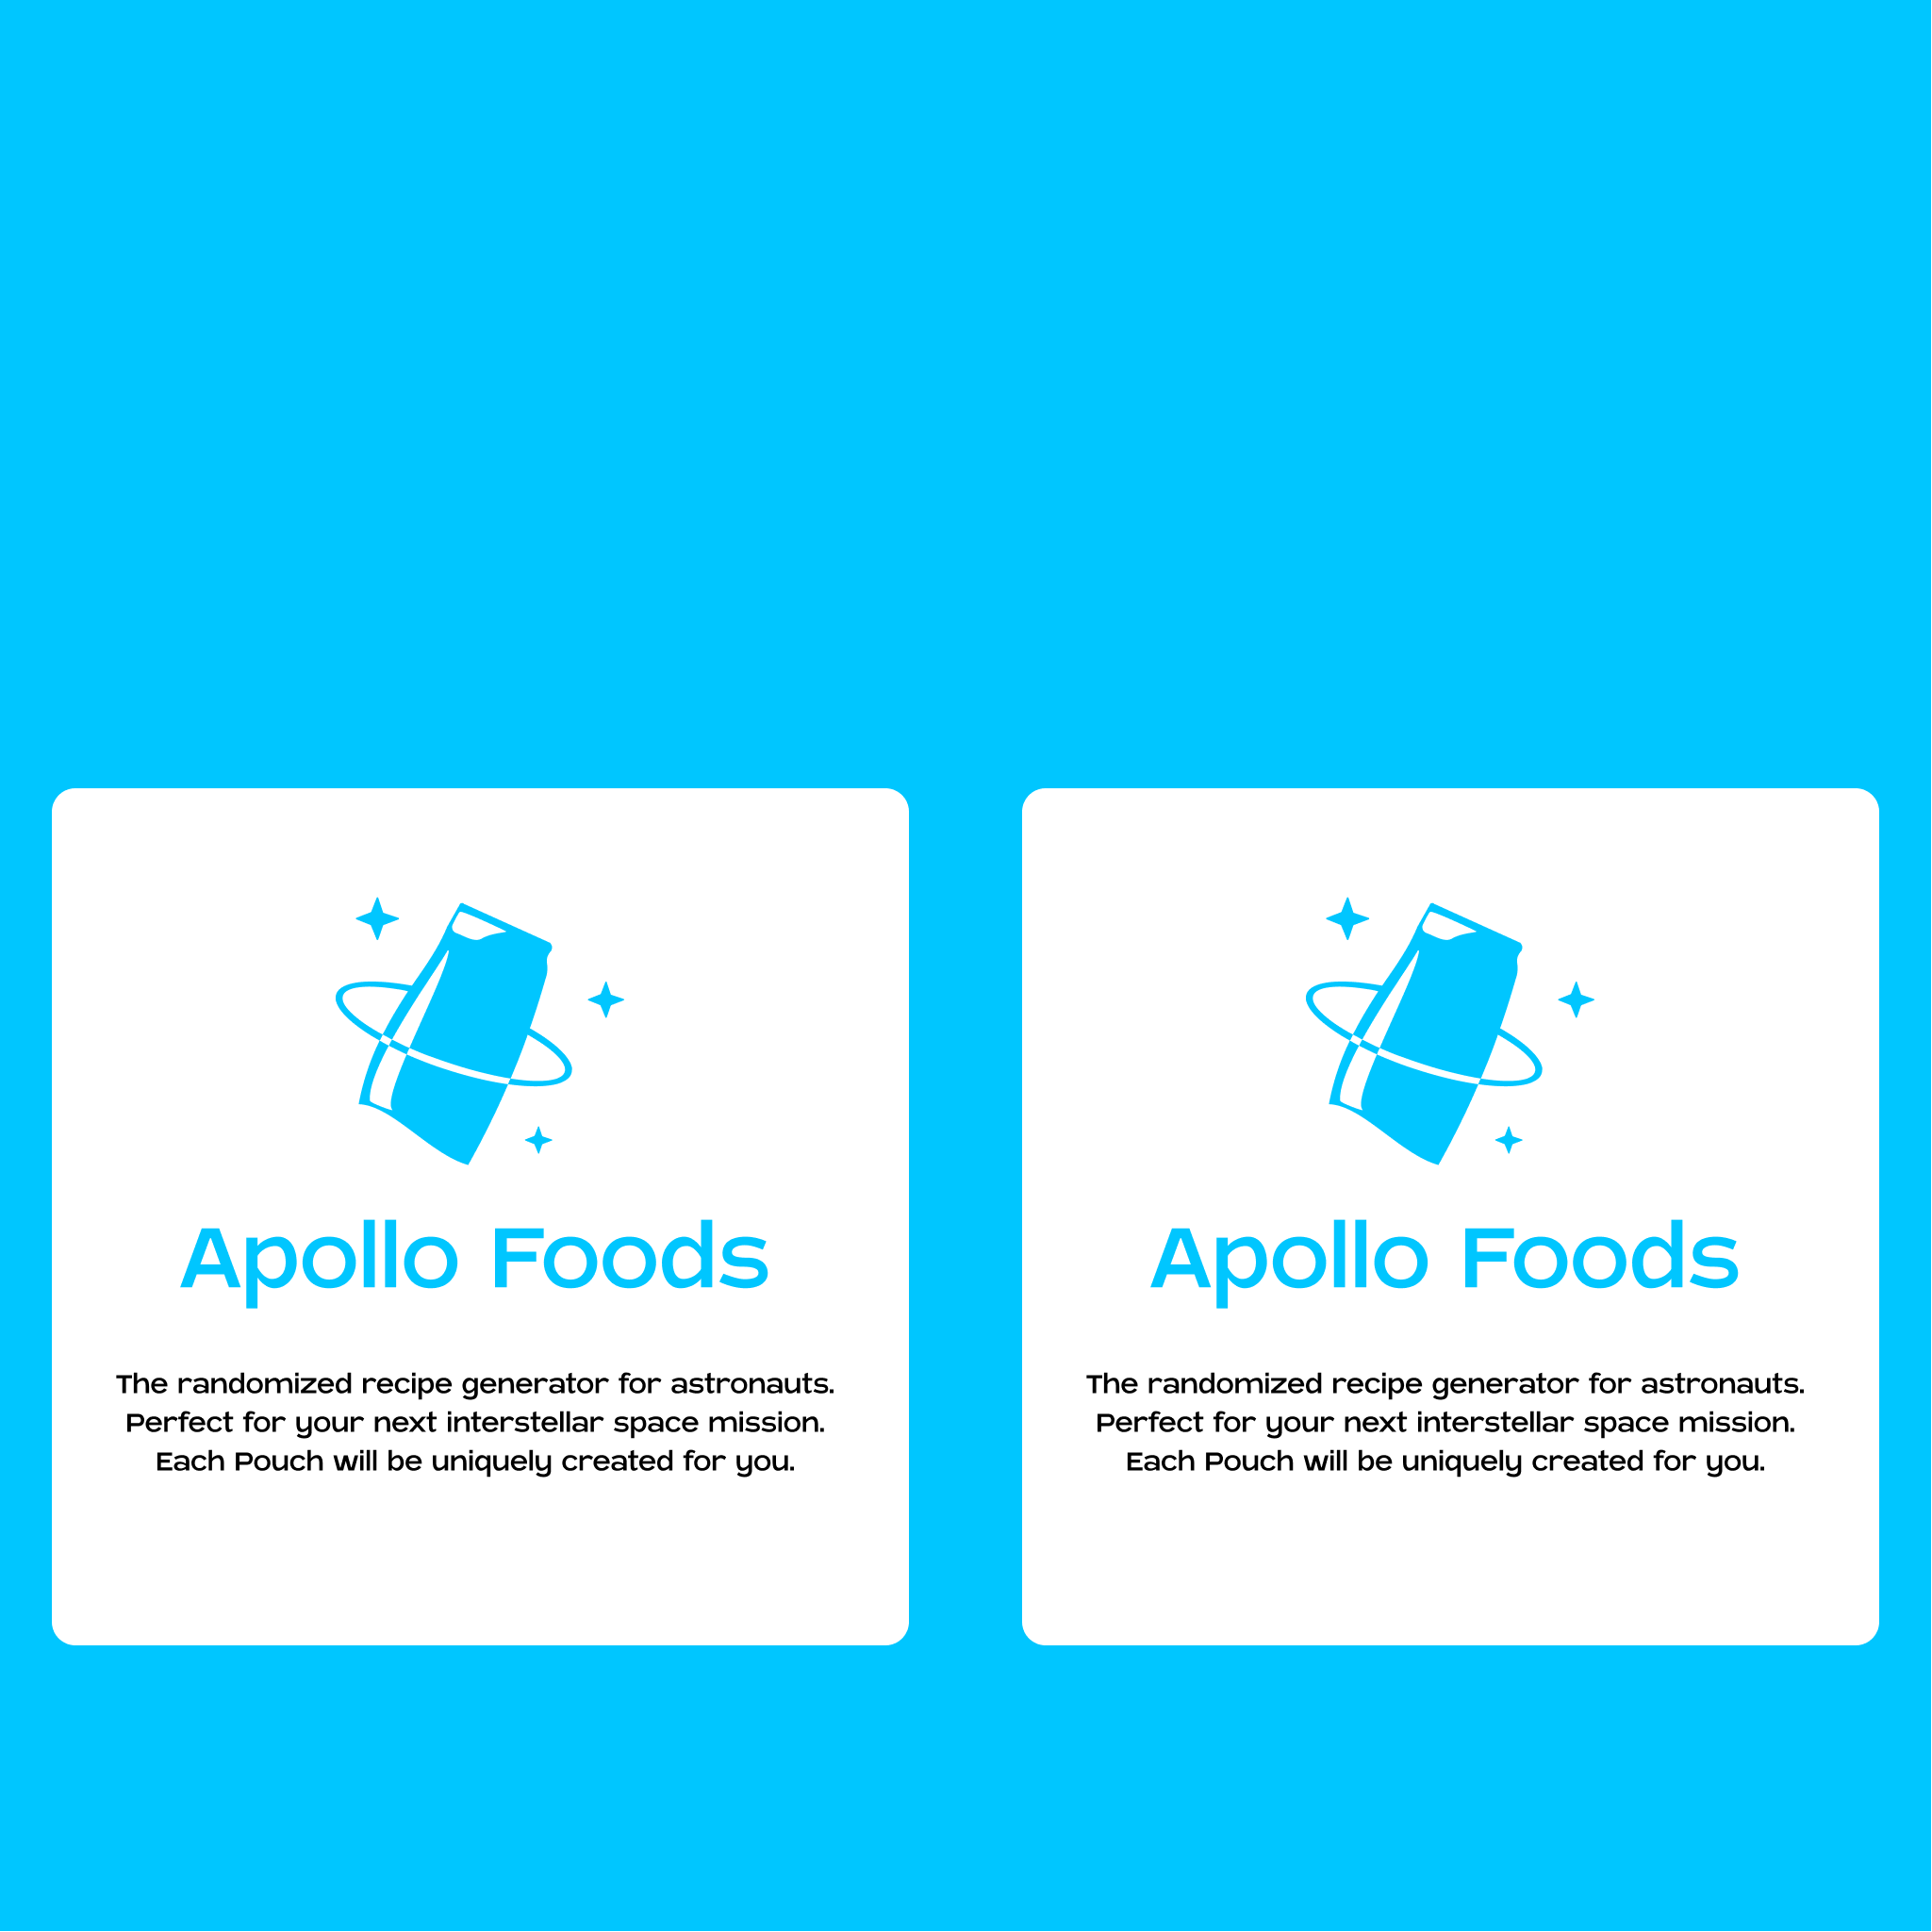 Apollo Foods
The randomized recipe generator for astronauts.
Perfect for your next interstellar space mission.
Each Pouch will be uniquely created for you.
Apollo Foods
The randomized recipe generator for astronauts.
Perfect for your next interstellar space mission.
Each Pouch will be uniquely created for you.